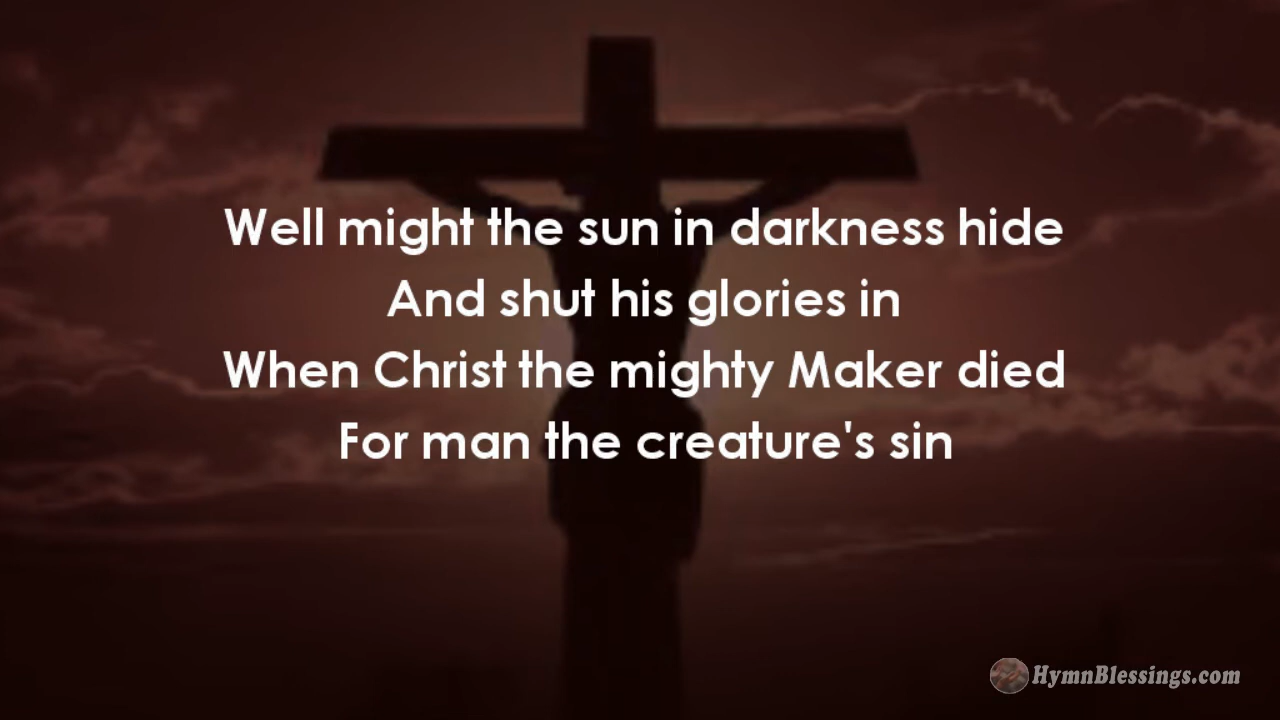 Well might the sun in darkness hide
And shut his glories in
When Christ the mighty Maker died
For man the creature's sin
HymnBlessings.com